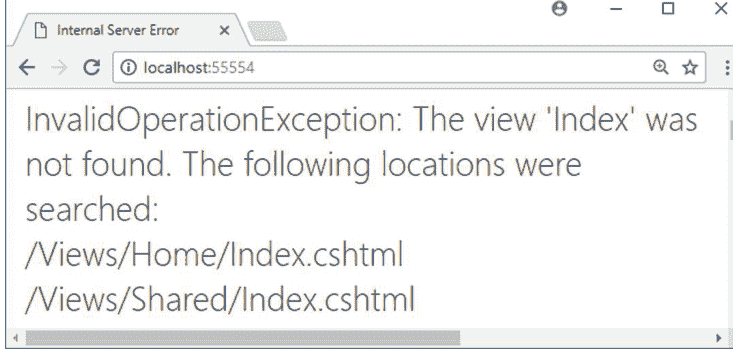 Internal Server Error
localhost:55554
InvalidOperationException: The view 'Index' was
not found. The following locations were
searched:
/Views/Home/Index.cshtml
/Views/Shared/Index.cshtml